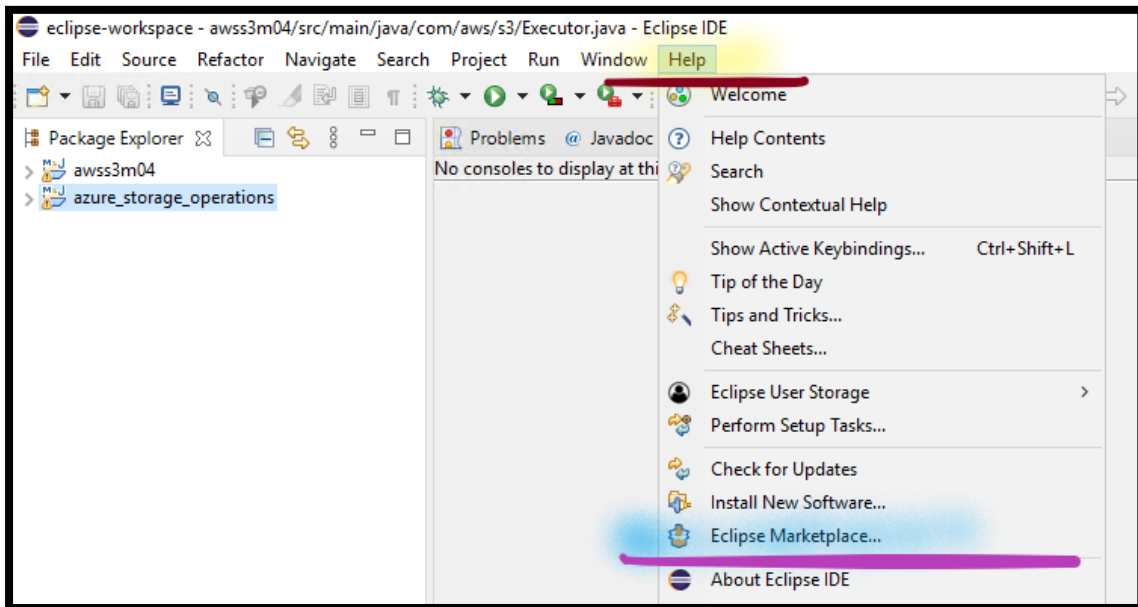 eclipse-workspace - awss3m04/src/main/java/com/aws/s3/Executor.java - Eclipse IDE
File Edit Source Refactor Navigate Search Project Run Window Help
Package Explorer
awss3m04
azure_storage_operations
Problems @ Javadoc
No consoles to display at thi
Welcome
Help Contents
Search
Show Contextual Help
Show Active Keybindings... Ctrl+Shift+L
Tip of the Day
Tips and Tricks...
Cheat Sheets...
Eclipse User Storage
Perform Setup Tasks...
Check for Updates
Install New Software...
Eclipse Marketplace...
About Eclipse IDE